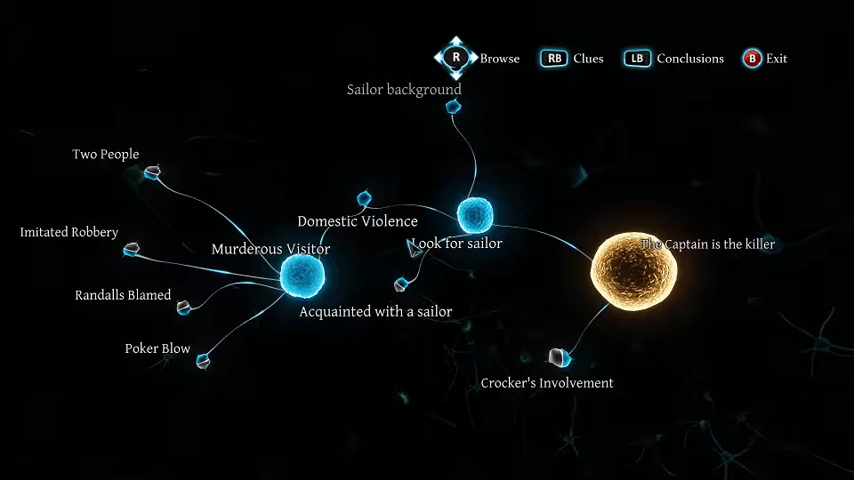 R Browse RB Clues LB Conclusions B Exit
Sailor background
Two People
Domestic Violence
Imitated Robbery
Murderous Visitor
Look for sailor
The Captain is the killer
Randalls Blamed
Acquainted with a sailor
Poker Blow
Crocker's Involvement